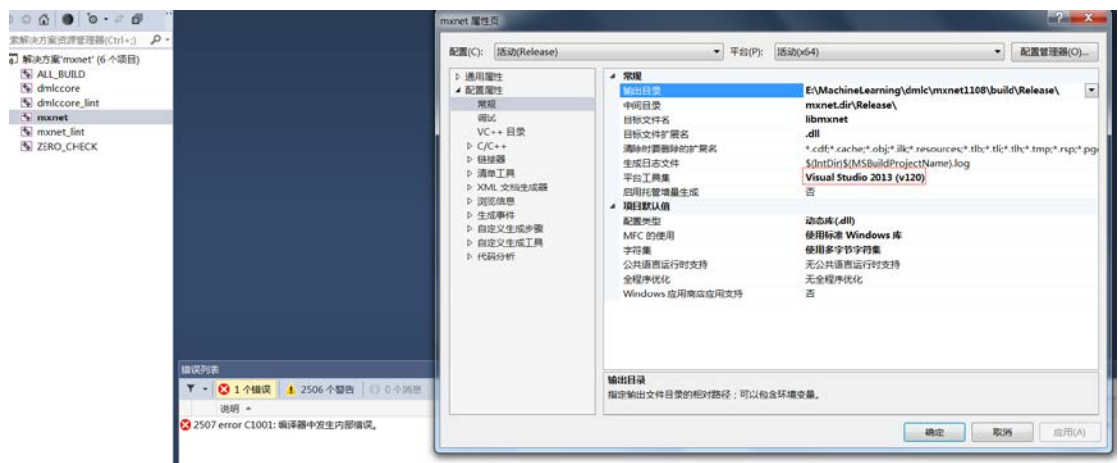 mxnet 属性页
索解决方案资源管理器(Ctrl+;)
解决方案'mxnet' (6 个项目)
ALL_BUILD
dmlccore
dmlccore_lint
mxnet
mxnet_lint
ZERO_CHECK
配置(C): 活动(Release) 平台(P): 活动(x64) 配置管理器(O)...
通用属性
配置属性
常规
调试
VC++ 目录
C/C++
链接器
清单工具
XML 文档生成器
浏览信息
生成事件
自定义生成步骤
自定义生成工具
代码分析
常规
输出目录 E:\MachineLearning\dmlc\mxnet1108\build\Release\
中间目录 mxnet.dir\Release\
目标文件名 libmxnet
目标文件扩展名 .dll
清除时要删除的扩展名 *.cdf;*.cache;*.obj;*.ilk;*.resources;*.tlb;*.tli;*.tlh;*.tmp;*.rsp;*.pgc
生成日志文件 $(IntDir)$(MSBuildProjectName).log
平台工具集 Visual Studio 2013 (v120)
启用托管增量生成 否
项目默认值
配置类型 动态库(.dll)
MFC 的使用 使用标准 Windows 库
字符集 使用多字节字符集
公共语言运行时支持 无公共语言运行时支持
全程序优化 无全程序优化
Windows 应用商店应用支持 否
输出目录
指定输出文件目录的相对路径；可以包含环境变量。
确定 取消 应用(A)
错误列表
1 个错误 2506 个警告 0 个消息
说明
2507 error C1001: 编译器中发生内部错误。